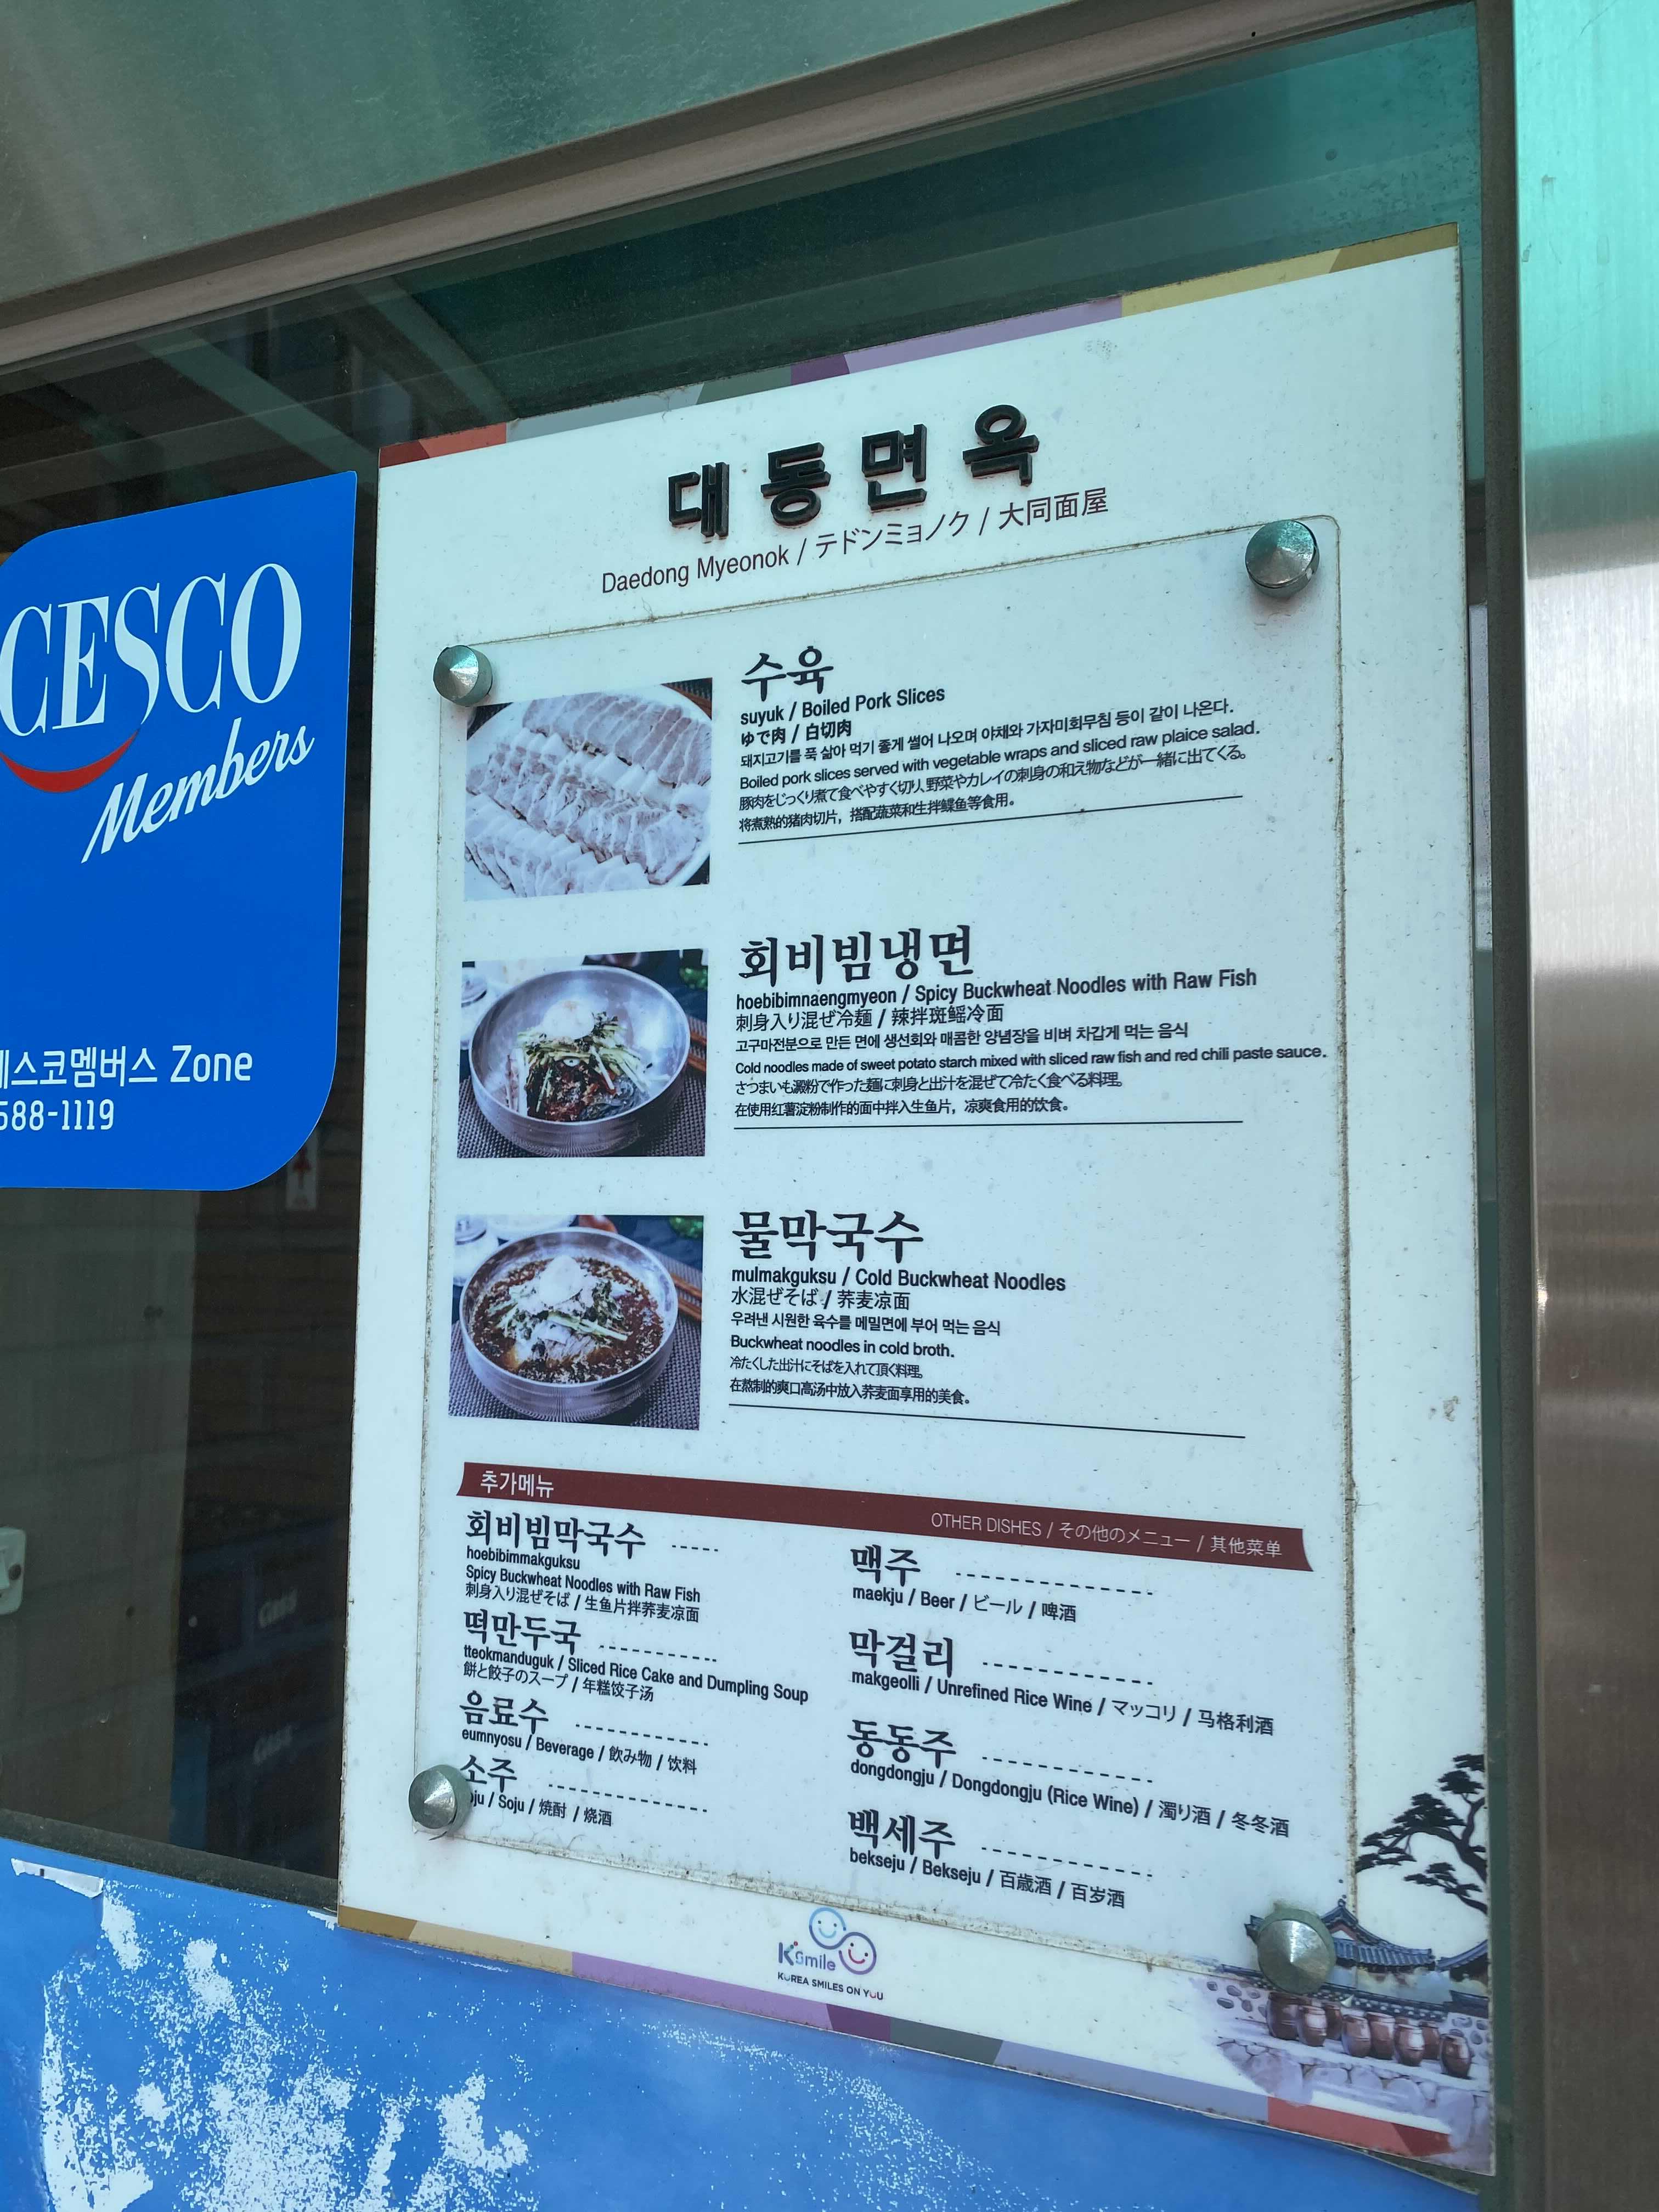 CESCO
Members
스코멤버스 Zone
588-1119
대동면옥
Daedong Myeonok / テドンミョノク / 大同面屋
수육
suyuk / Boiled Pork Slices
ゆで肉 / 白切肉
돼지고기를 푹 삶아 먹기 좋게 썰어 나오며 야채와 가자미회무침 등이 같이 나온다.
Boiled pork slices served with vegetable wraps and sliced raw plaice salad.
豚肉をじっくり煮て食べやすく切り、野菜やカレイの刺身の和え物などが一緒に出てくる。
将煮熟的猪肉切片，搭配蔬菜和生拌鲽鱼等食用。
회비빔냉면
hoebibimnaengmyeon / Spicy Buckwheat Noodles with Raw Fish
刺身入り混ぜ冷麺 / 辣拌斑鳐冷面
고구마전분으로 만든 면에 생선회와 매콤한 양념장을 비벼 차갑게 먹는 음식
Cold noodles made of sweet potato starch mixed with sliced raw fish and red chili paste sauce.
さつまいも澱粉で作った麺に刺身と出汁を混ぜて冷たく食べる料理。
在使用红薯淀粉制作的面中拌入生鱼片，凉爽食用的饮食。
물막국수
mulmakguksu / Cold Buckwheat Noodles
水混ぜそば / 荞麦凉面
우려낸 시원한 육수를 메밀면에 부어 먹는 음식
Buckwheat noodles in cold broth.
冷たくした出汁にそばを入れて頂く料理。
在熬制的爽口高汤中放入荞麦面享用的美食。
추가메뉴
OTHER DISHES / その他のメニュー / 其他菜单
회비빔막국수
hoebibimmakguksu
Spicy Buckwheat Noodles with Raw Fish
刺身入り混ぜそば / 生鱼片拌荞麦凉面
떡만두국
tteokmanduguk / Sliced Rice Cake and Dumpling Soup
餅と餃子のスープ / 年糕饺子汤
음료수
eumnyosu / Beverage / 飲み物 / 饮料
소주
oju / Soju / 焼酎 / 烧酒
맥주
maekju / Beer / ビール / 啤酒
막걸리
makgeolli / Unrefined Rice Wine / マッコリ / 马格利酒
동동주
dongdongju / Dongdongju (Rice Wine) / 濁り酒 / 冬冬酒
백세주
bekseju / Bekseju / 百歳酒 / 百岁酒
K smile
KOREA SMILES ON YOU